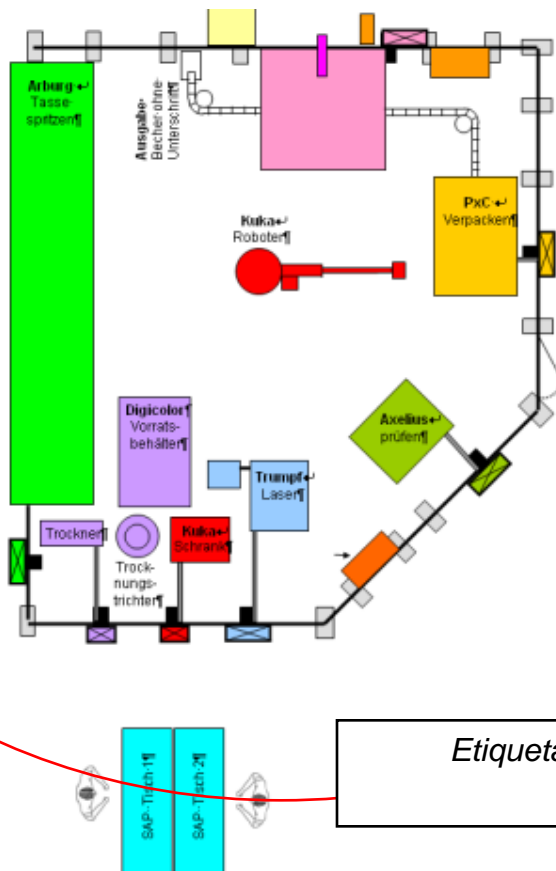 Arburg·↵
Tasse-
spritzen¶
Ausgabe·
Becher·ohne·
Unterschrift¶
PxC·↵
Verpacken¶
Kuka↵
Roboter¶
Digicolor¶
Vorrats-
behälter¶
Axelius↵
prüfen¶
Trumpf↵
Laser¶
Trockner¶
Kuka↵
Schrank¶
Trock-
nungs-
trichter¶
SAP-·Tisch·1¶
SAP-·Tisch·2¶
Etiqueta